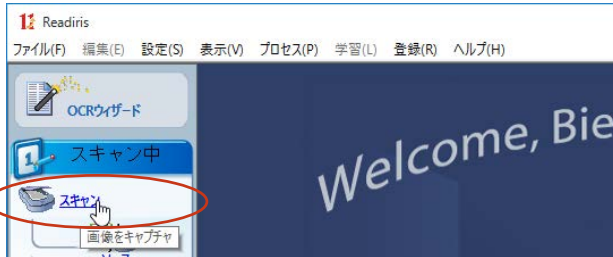 Readiris
ファイル(F) 編集(E) 設定(S) 表示(V) プロセス(P) 学習(L) 登録(R) ヘルプ(H)
OCRウィザード
1 スキャン中
スキャン
画像をキャプチャ
Welcome, Bie